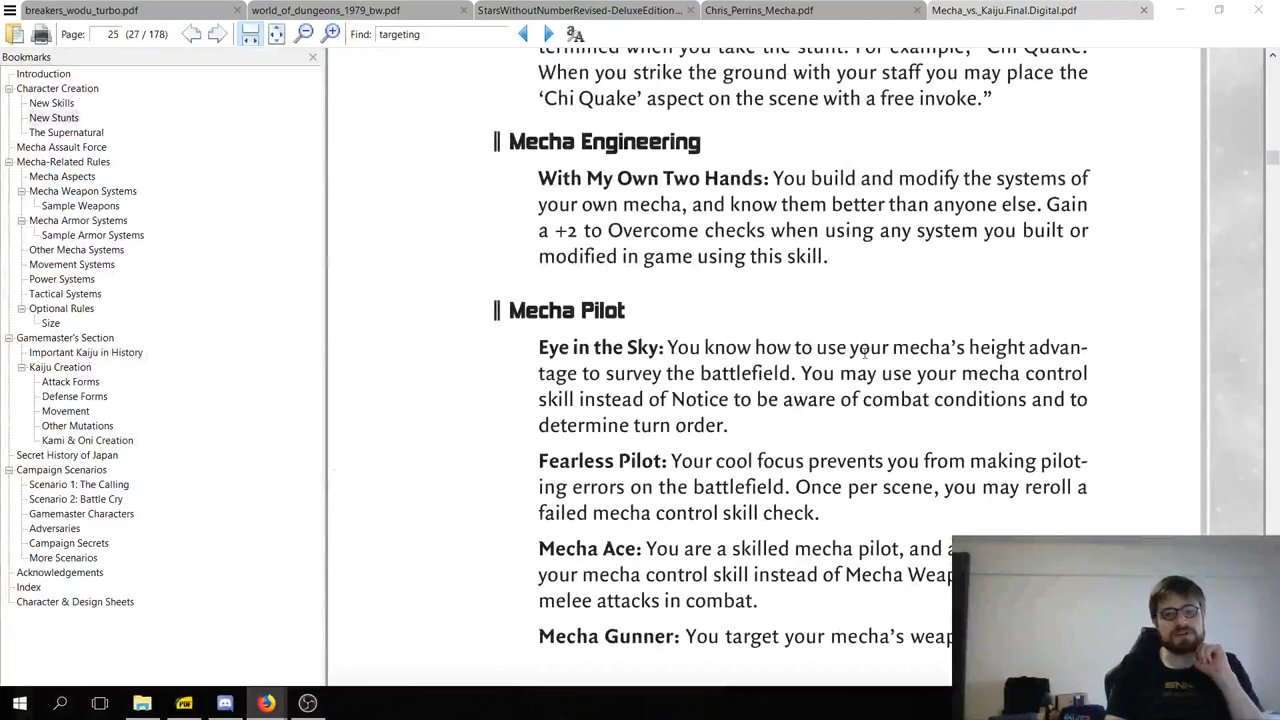 breakers_wodu_turbo.pdf
world_of_dungeons_1979_bw.pdf
StarsWithoutNumberRevised-DeluxeEdition...
Chris_Perrins_Mecha.pdf
Mecha_vs._Kaiju.Final.Digital.pdf
Page: 25 (27 / 178)
Find: targeting
Bookmarks
Introduction
Character Creation
New Skills
New Stunts
The Supernatural
Mecha Assault Force
Mecha-Related Rules
Mecha Aspects
Mecha Weapon Systems
Sample Weapons
Mecha Armor Systems
Sample Armor Systems
Other Mecha Systems
Movement Systems
Power Systems
Tactical Systems
Optional Rules
Size
Gamemaster's Section
Important Kaiju in History
Kaiju Creation
Attack Forms
Defense Forms
Movement
Other Mutations
Kami & Oni Creation
Secret History of Japan
Campaign Scenarios
Scenario 1: The Calling
Scenario 2: Battle Cry
Gamemaster Characters
Adversaries
Campaign Secrets
More Scenarios
Acknowledgements
Index
Character & Design Sheets
termined when you take the stunt. For example, “Chi Quake:
When you strike the ground with your staff you may place the
‘Chi Quake’ aspect on the scene with a free invoke.”
Mecha Engineering
With My Own Two Hands: You build and modify the systems of
your own mecha, and know them better than anyone else. Gain
a +2 to Overcome checks when using any system you built or
modified in game using this skill.
Mecha Pilot
Eye in the Sky: You know how to use your mecha’s height advan-
tage to survey the battlefield. You may use your mecha control
skill instead of Notice to be aware of combat conditions and to
determine turn order.
Fearless Pilot: Your cool focus prevents you from making pilot-
ing errors on the battlefield. Once per scene, you may reroll a
failed mecha control skill check.
Mecha Ace: You are a skilled mecha pilot, and
your mecha control skill instead of Mecha Weap
melee attacks in combat.
Mecha Gunner: You target your mecha’s weap
SNK